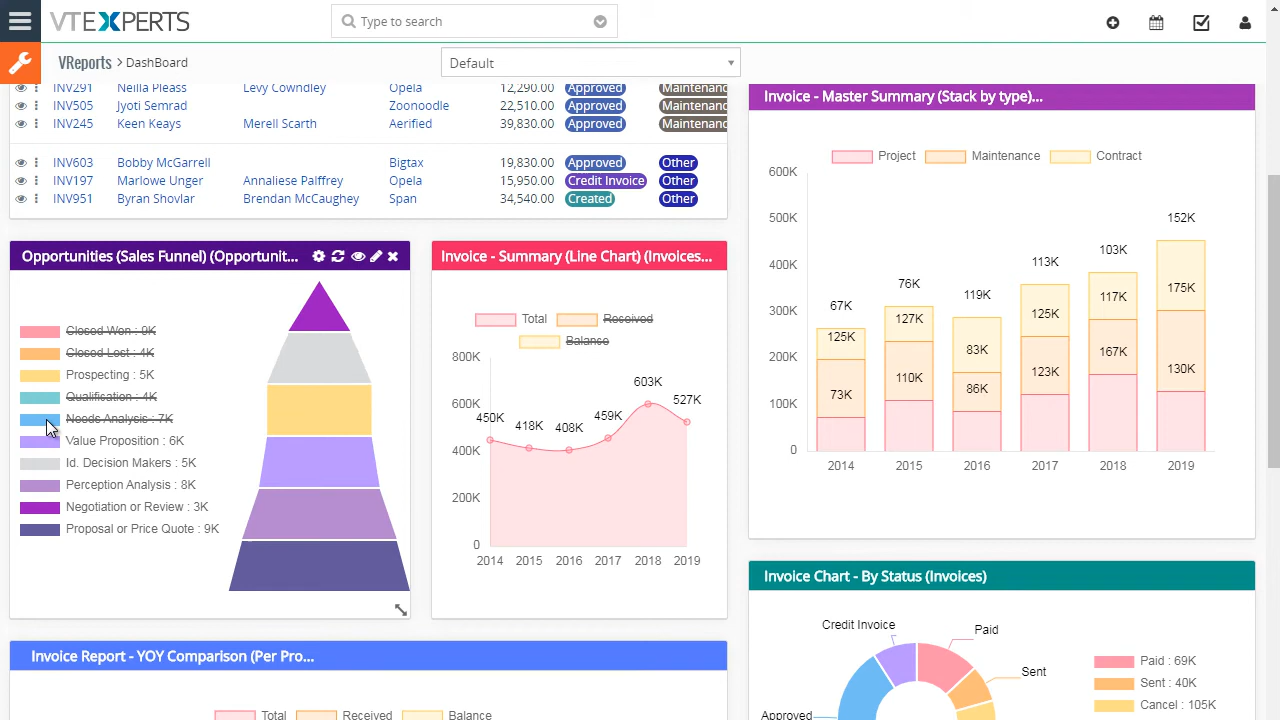 VTEXPERTS
Type to search
VReports > DashBoard
Default
INV291 Neilla Pleass Levy Cowndley Opela 12,290.00 Approved Maintenanc
INV505 Jyoti Semrad Zoonoodle 22,510.00 Approved Maintenanc
INV245 Keen Keays Merell Scarth Aerified 39,830.00 Approved Maintenanc
INV603 Bobby McGarrell Bigtax 19,830.00 Approved Other
INV197 Marlowe Unger Annaliese Palffrey Opela 15,950.00 Credit Invoice Other
INV951 Byran Shovlar Brendan McCaughey Span 34,540.00 Created Other
Opportunities (Sales Funnel) (Opportunit...
Closed Won : 9K
Closed Lost : 4K
Prospecting : 5K
Qualification : 4K
Needs Analysis : 7K
Value Proposition : 6K
Id. Decision Makers : 5K
Perception Analysis : 8K
Negotiation or Review : 3K
Proposal or Price Quote : 9K
Invoice - Summary (Line Chart) (Invoices...
Total Received
Balance
800K
603K
600K
527K
450K 418K 408K 459K
400K
200K
0
2014 2015 2016 2017 2018 2019
Invoice - Master Summary (Stack by type)...
Project Maintenance Contract
600K
500K
152K
400K
103K
113K
76K
119K
67K
300K
175K
117K
125K
127K
125K
83K
200K
167K
130K
123K
110K
86K
73K
100K
0
2014 2015 2016 2017 2018 2019
Invoice Chart - By Status (Invoices)
Credit Invoice Paid
Sent
Approved
Paid : 69K
Sent : 40K
Cancel : 105K
Invoice Report - YOY Comparison (Per Pro...
Total Received Balance